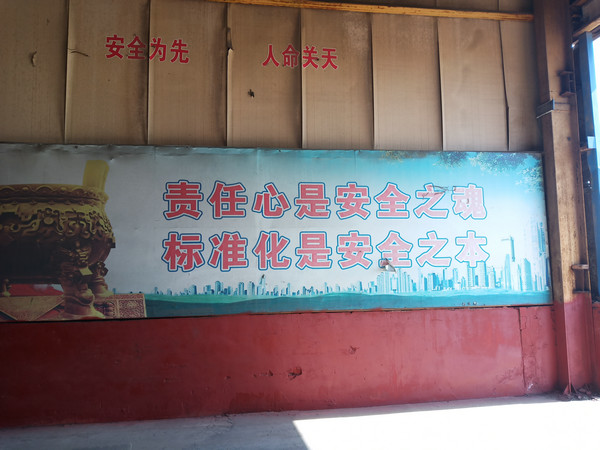 安全为先 人命关天
责任心是安全之魂
标准化是安全之本